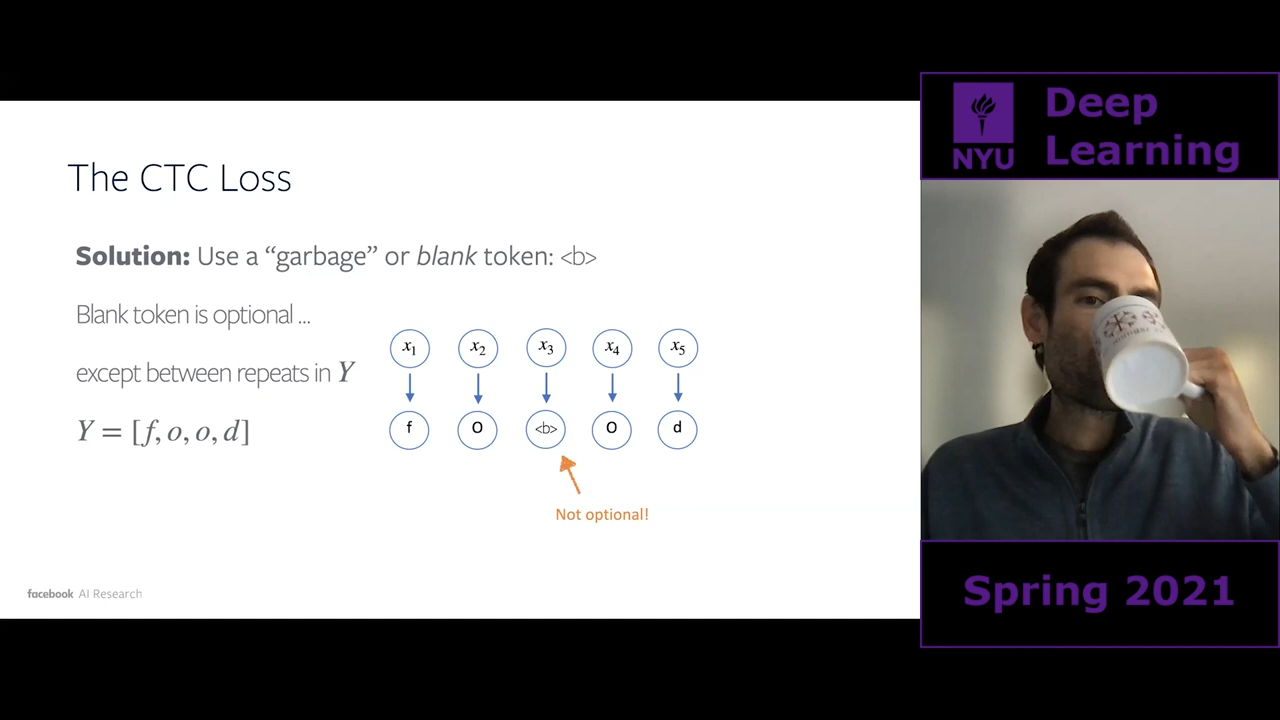 The CTC Loss
Solution: Use a “garbage” or blank token: <b>
Blank token is optional ...
except between repeats in Y
Y = [f, o, o, d]
x₁ x₂ x₃ x₄ x₅
f o <b> o d
Not optional!
facebook AI Research
NYU
Deep
Learning
Spring 2021